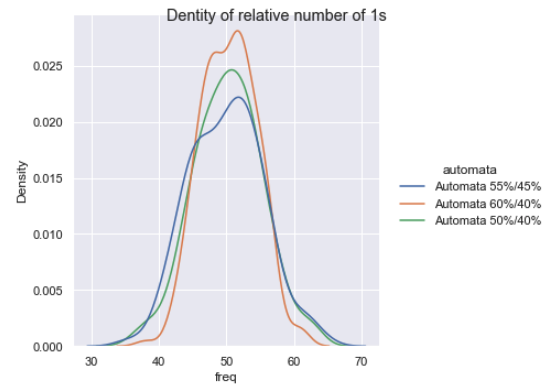 Dentity of relative number of 1s
0.025
0.020
0.015
0.010
0.005
0.000
Density
30 40 50 60 70
freq
automata
Automata 55%/45%
Automata 60%/40%
Automata 50%/40%